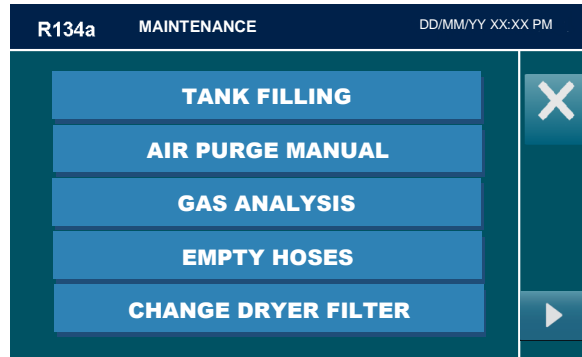 R134a MAINTENANCE DD/MM/YY XX:XX PM
TANK FILLING
AIR PURGE MANUAL
GAS ANALYSIS
EMPTY HOSES
CHANGE DRYER FILTER